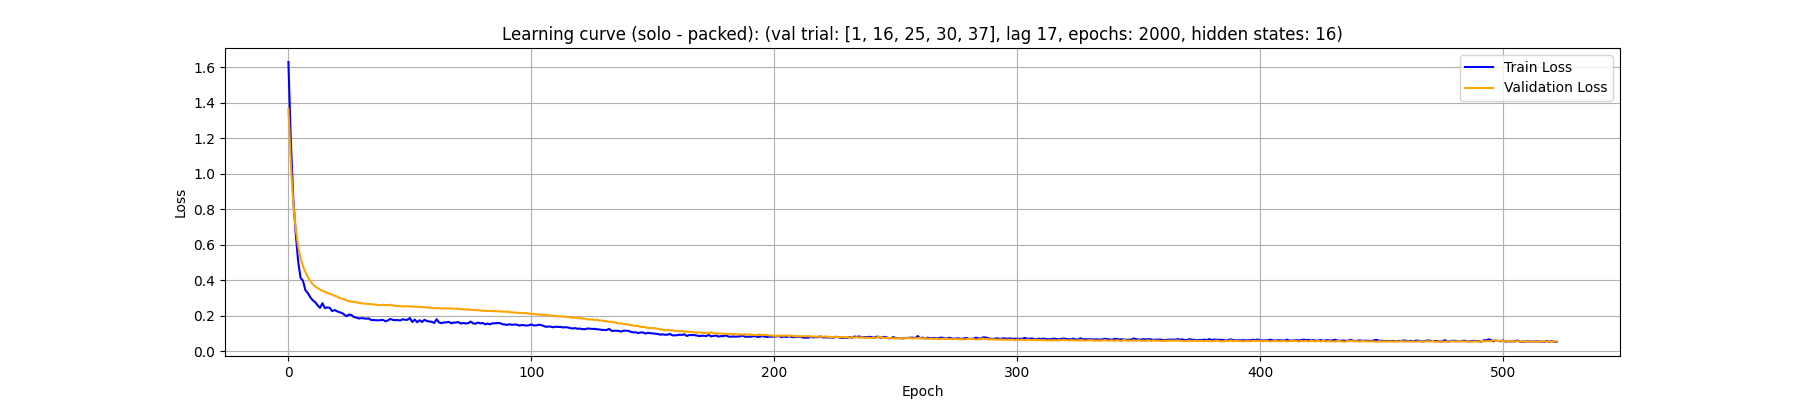 Learning curve (solo - packed): (val trial: [1, 16, 25, 30, 37], lag 17, epochs: 2000, hidden states: 16)
Train Loss
Validation Loss
Loss
1.6
1.4
1.2
1.0
0.8
0.6
0.4
0.2
0.0
0 100 200 300 400 500
Epoch